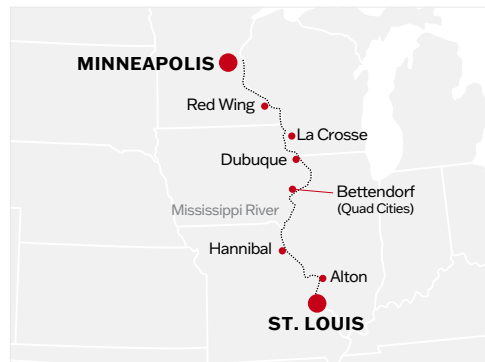 MINNEAPOLIS
Red Wing
La Crosse
Dubuque
Bettendorf
(Quad Cities)
Mississippi River
Hannibal
Alton
ST. LOUIS